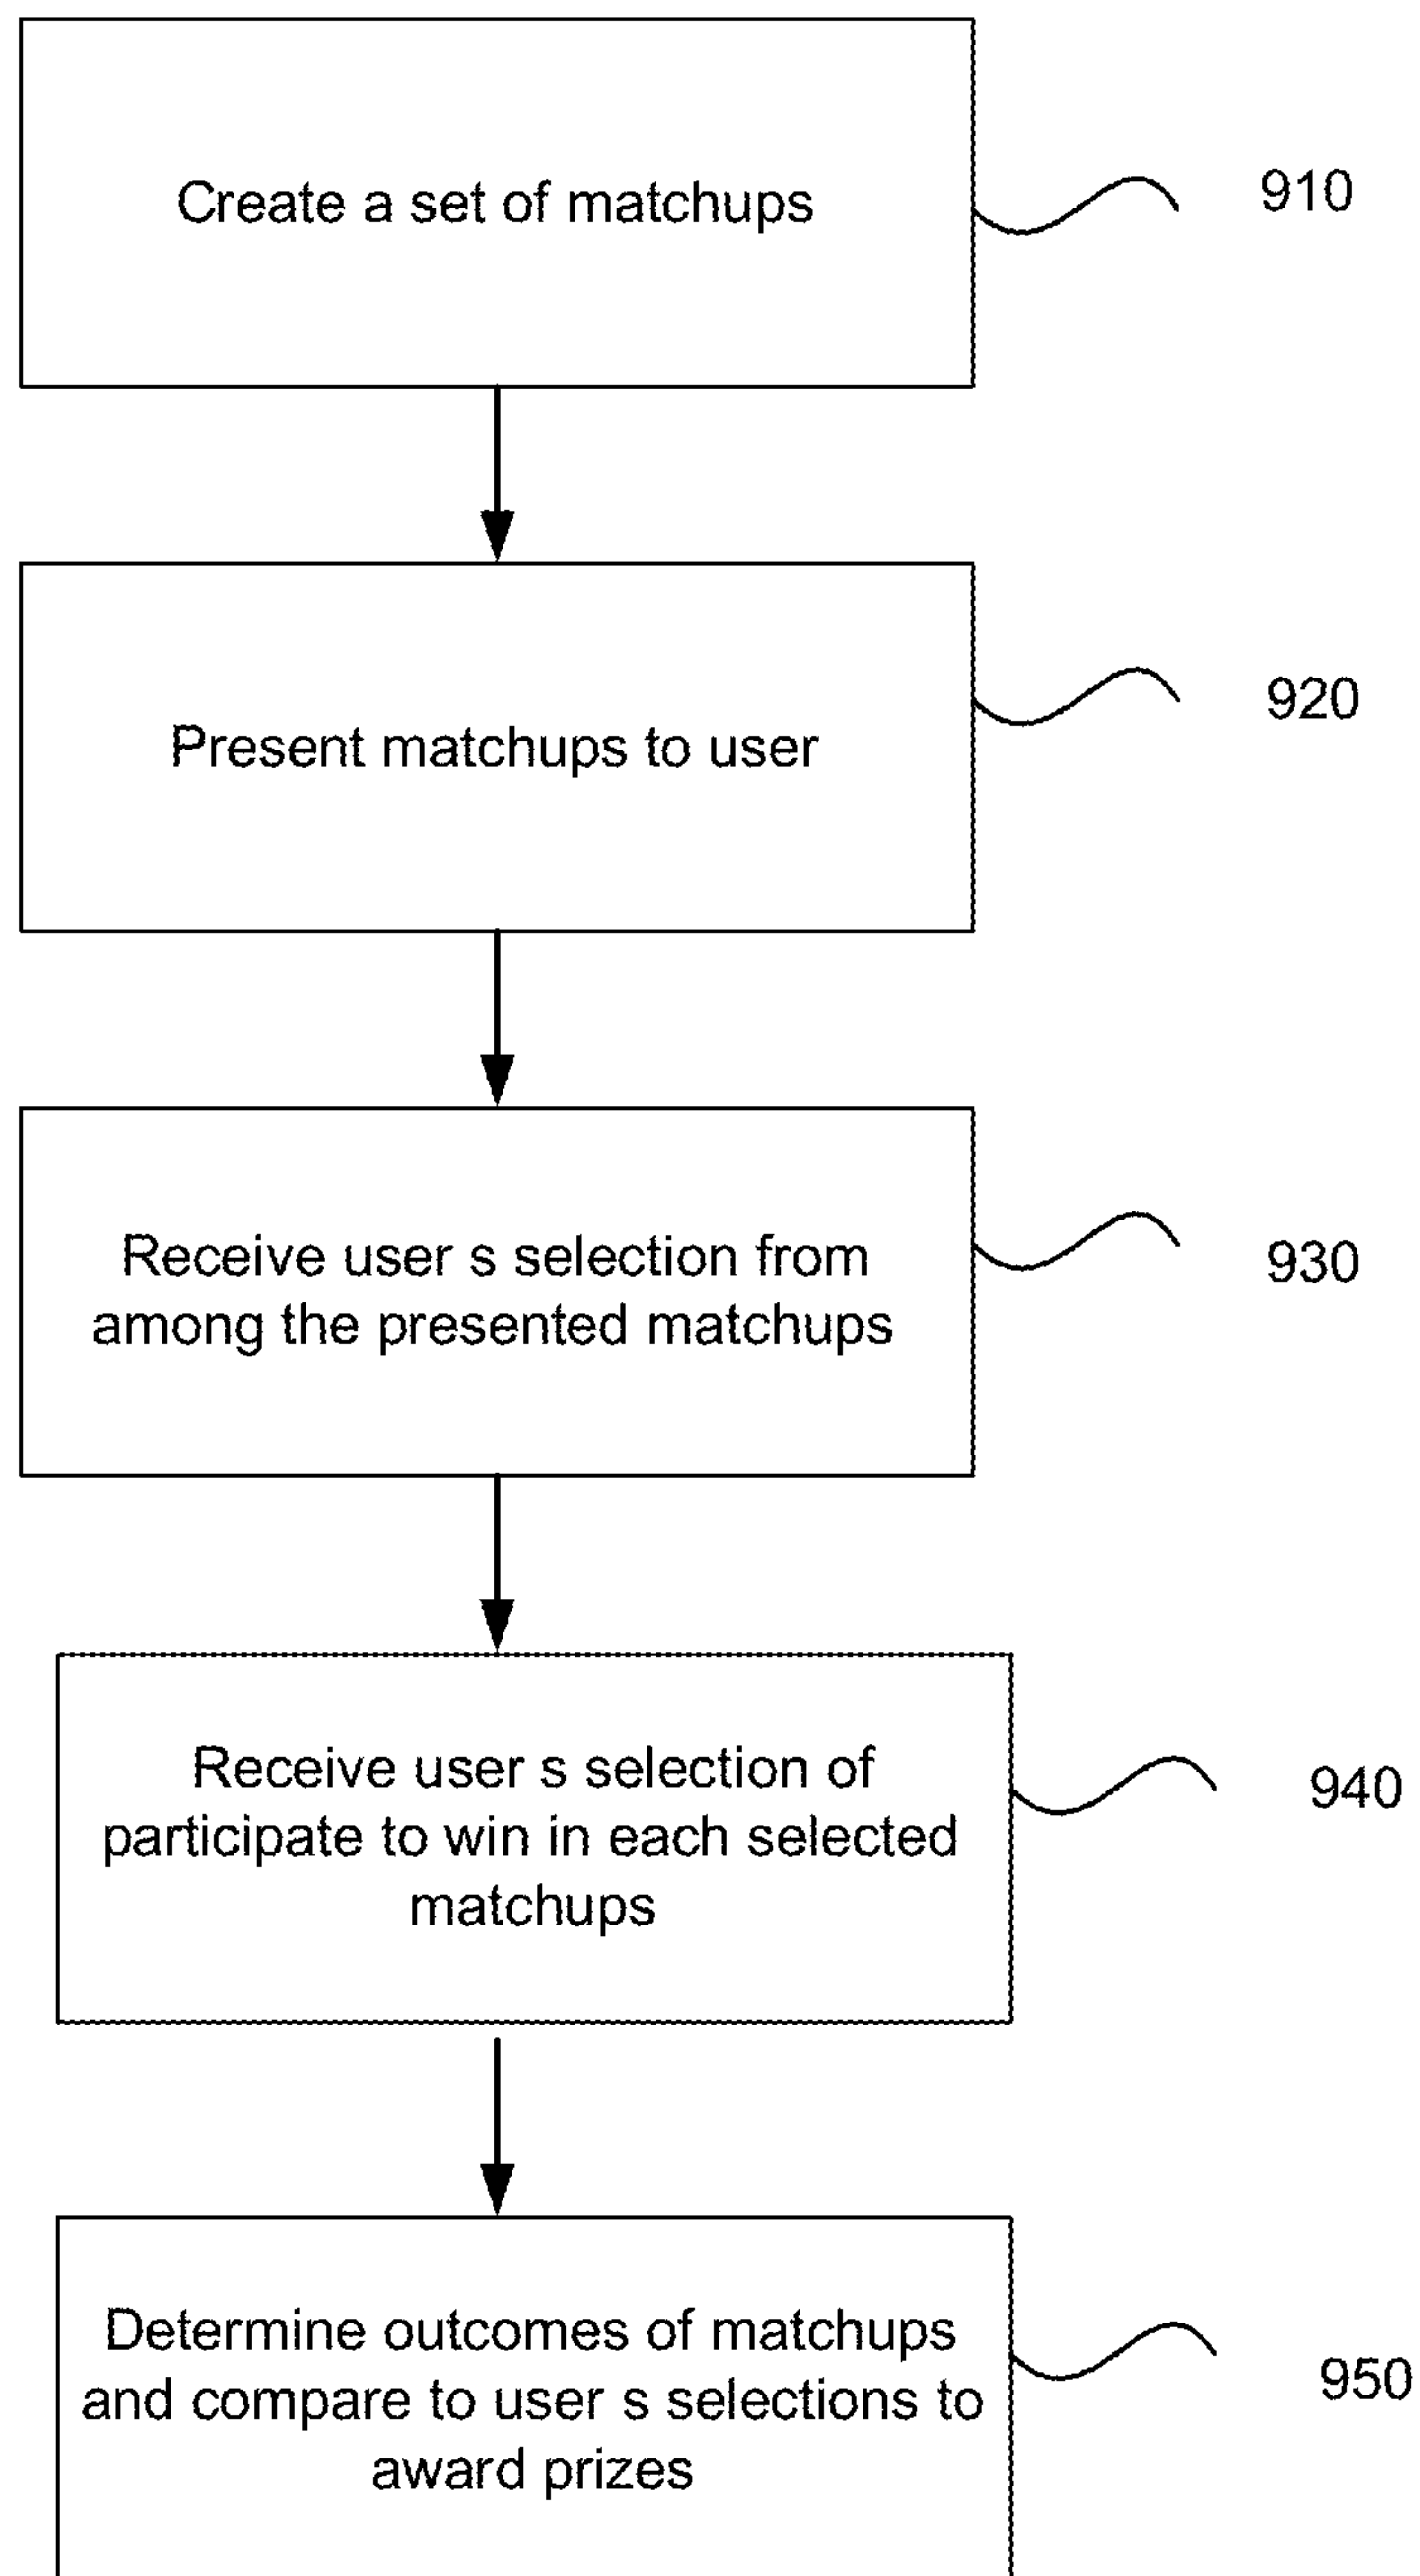 Create a set of matchups
910
Present matchups to user
920
Receive user s selection from
among the presented matchups
930
Receive user s selection of
participate to win in each selected
matchups
940
Determine outcomes of matchups
and compare to user s selections to
award prizes
950